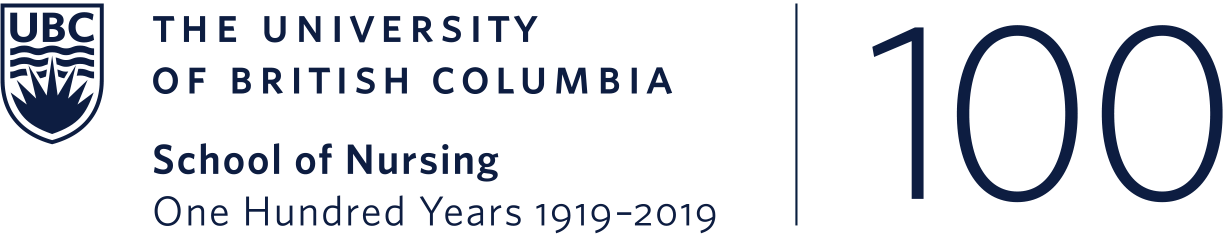 UBC
THE UNIVERSITY
OF BRITISH COLUMBIA
School of Nursing
One Hundred Years 1919–2019
100